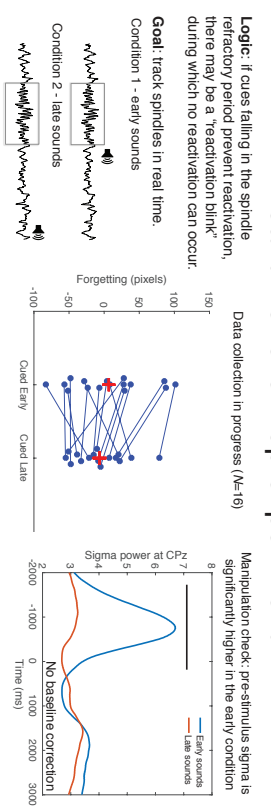 Logic: if cues falling in the spindle
refractory period prevent reactivation,
there may be a "reactivation blink"
during which no reactivation can occur.
Goal: track spindles in real time.
Condition 1 - early sounds
Condition 2 - late sounds
Data collection in progress (N=16)
Forgetting (pixels)
150
100
50
0
-50
-100
Cued Early
Cued Late
Manipulation check: pre-stimulus sigma is
significantly higher in the early condition
Sigma power at CPz
7
6
5
4
3
2
Early sounds
Late sounds
No baseline correction
-2000
-1000
0
1000
2000
3000
Time (ms)